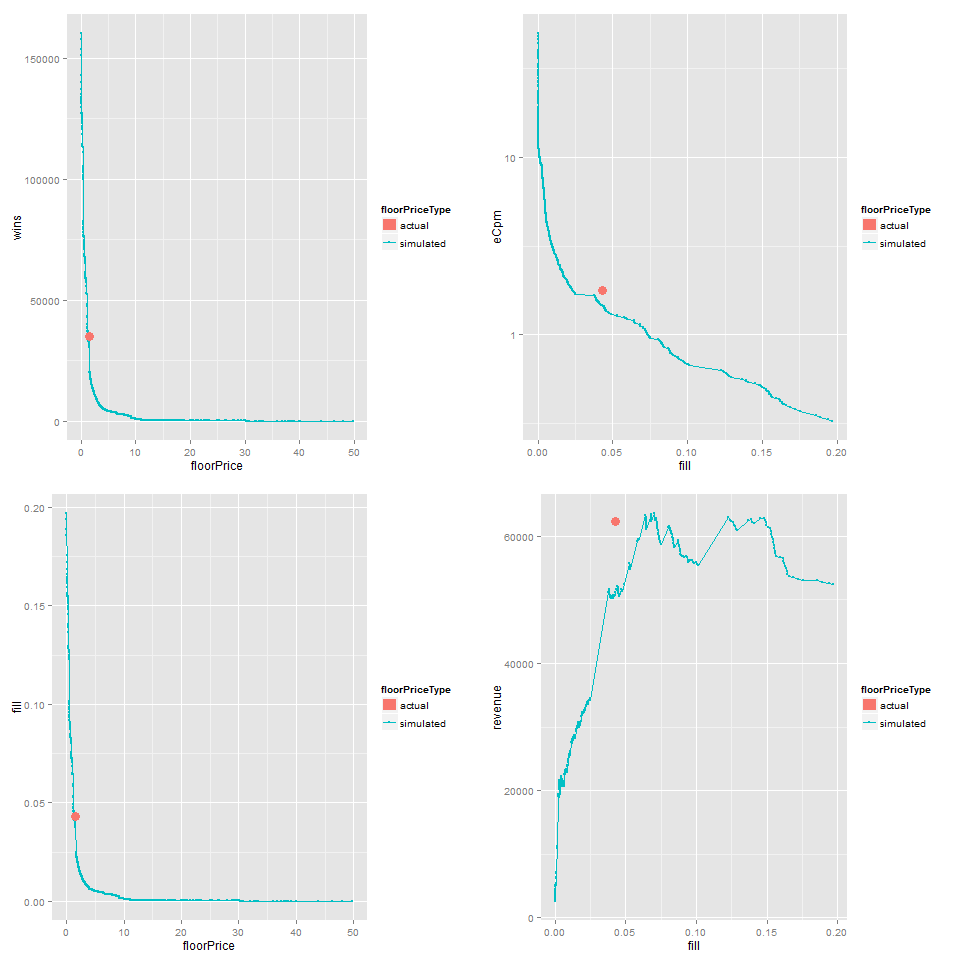 wins
150000
100000
50000
0
0 10 20 30 40 50
floorPrice
floorPriceType
actual
simulated
eCpm
10
1
0.00 0.05 0.10 0.15 0.20
fill
floorPriceType
actual
simulated
fill
0.20
0.15
0.10
0.05
0.00
0 10 20 30 40 50
floorPrice
floorPriceType
actual
simulated
revenue
60000
40000
20000
0
0.00 0.05 0.10 0.15 0.20
fill
floorPriceType
actual
simulated